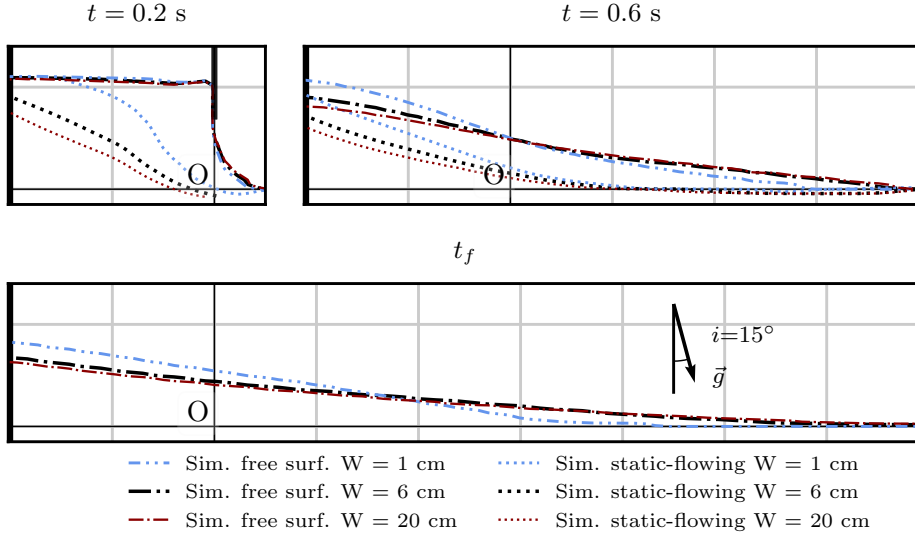 t = 0.2 s
t = 0.6 s
O
O
t_f
i=15°
g⃗
O
Sim. free surf. W = 1 cm
Sim. static-flowing W = 1 cm
Sim. free surf. W = 6 cm
Sim. static-flowing W = 6 cm
Sim. free surf. W = 20 cm
Sim. static-flowing W = 20 cm